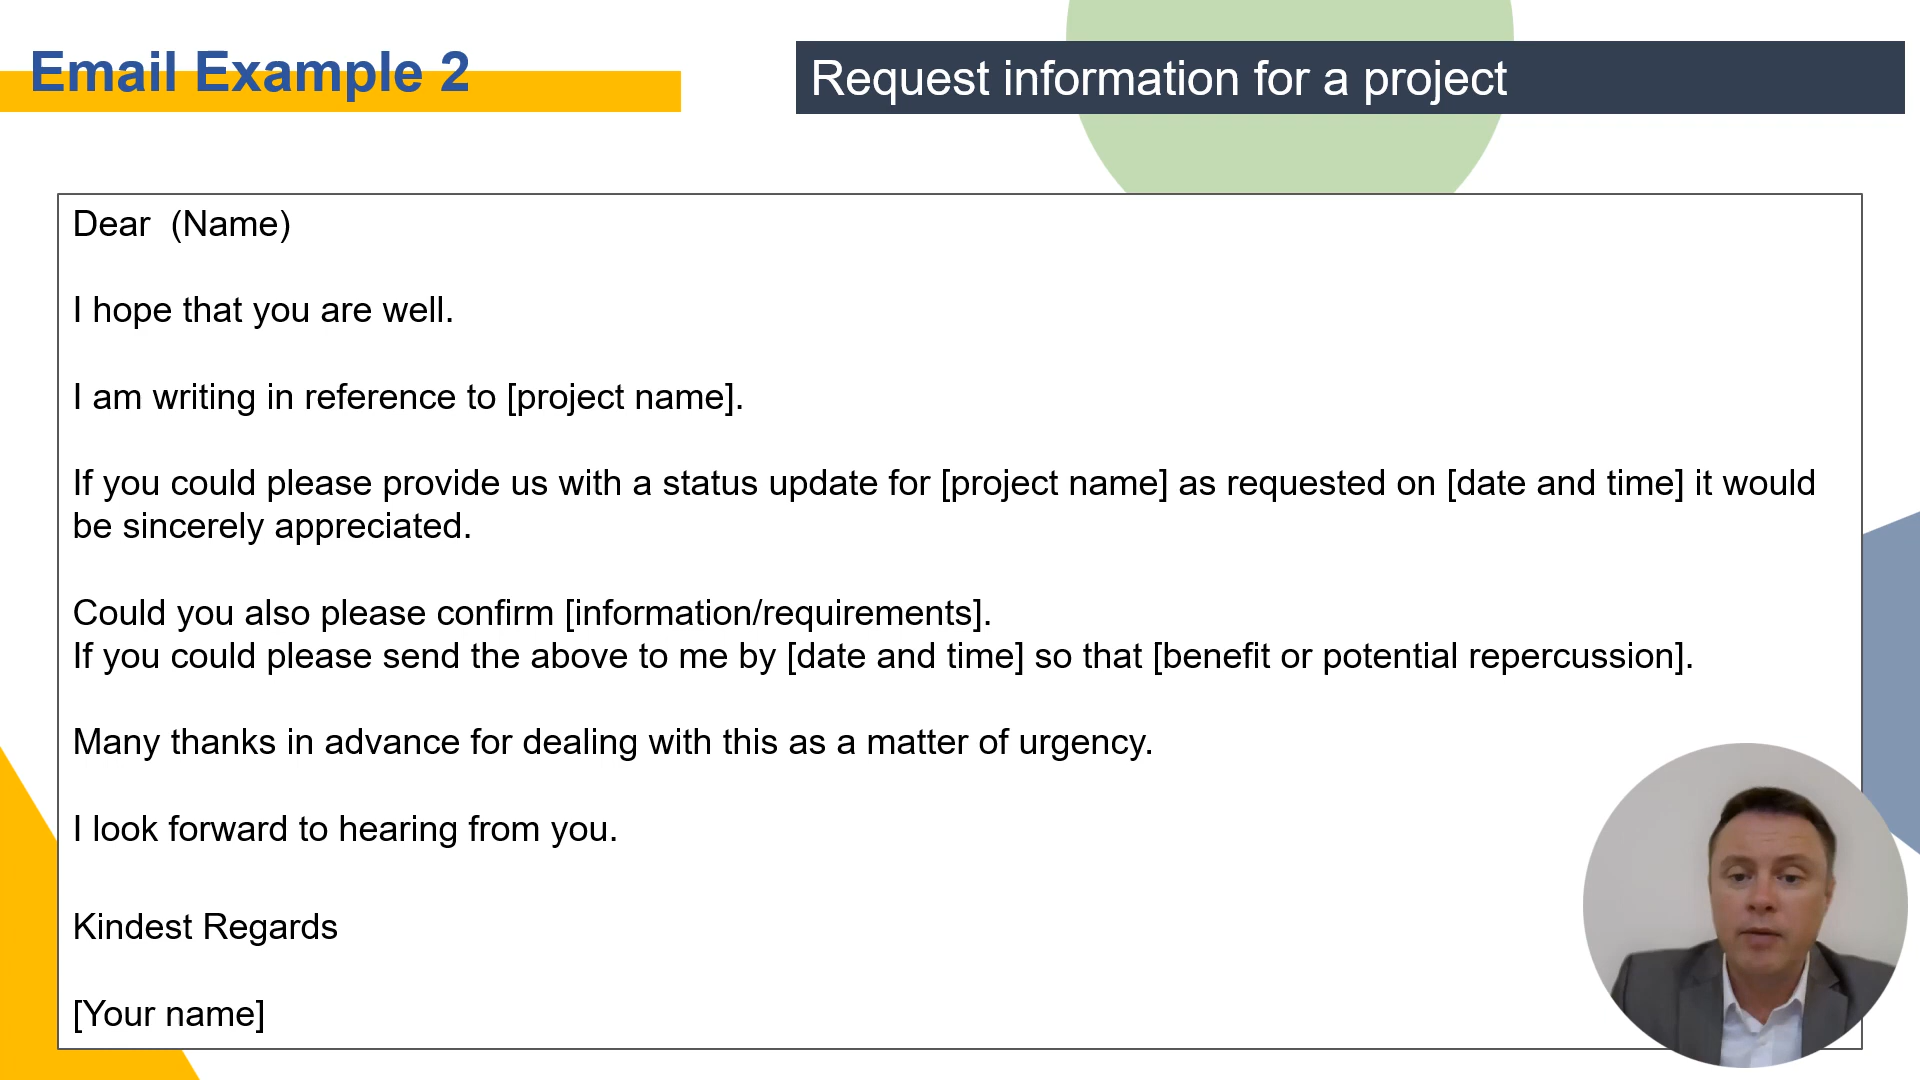 Email Example 2
Request information for a project
Dear  (Name)
I hope that you are well.
I am writing in reference to [project name].
If you could please provide us with a status update for [project name] as requested on [date and time] it would
be sincerely appreciated.
Could you also please confirm [information/requirements].
If you could please send the above to me by [date and time] so that [benefit or potential repercussion].
Many thanks in advance for dealing with this as a matter of urgency.
I look forward to hearing from you.
Kindest Regards
[Your name]